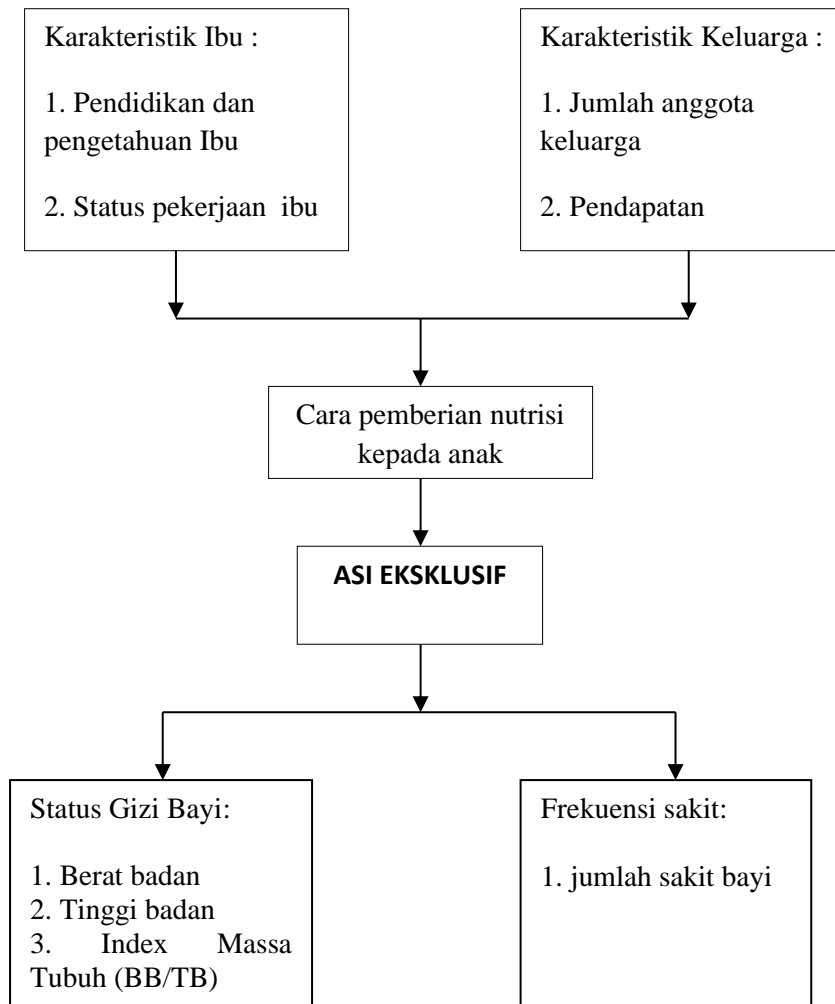 Karakteristik Ibu :
1. Pendidikan dan
pengetahuan Ibu
2. Status pekerjaan  ibu
Karakteristik Keluarga :
1. Jumlah anggota
keluarga
2. Pendapatan
Cara pemberian nutrisi
kepada anak
ASI EKSKLUSIF
Status Gizi Bayi:
1. Berat badan
2. Tinggi badan
3. Index Massa
Tubuh (BB/TB)
Frekuensi sakit:
1. jumlah sakit bayi